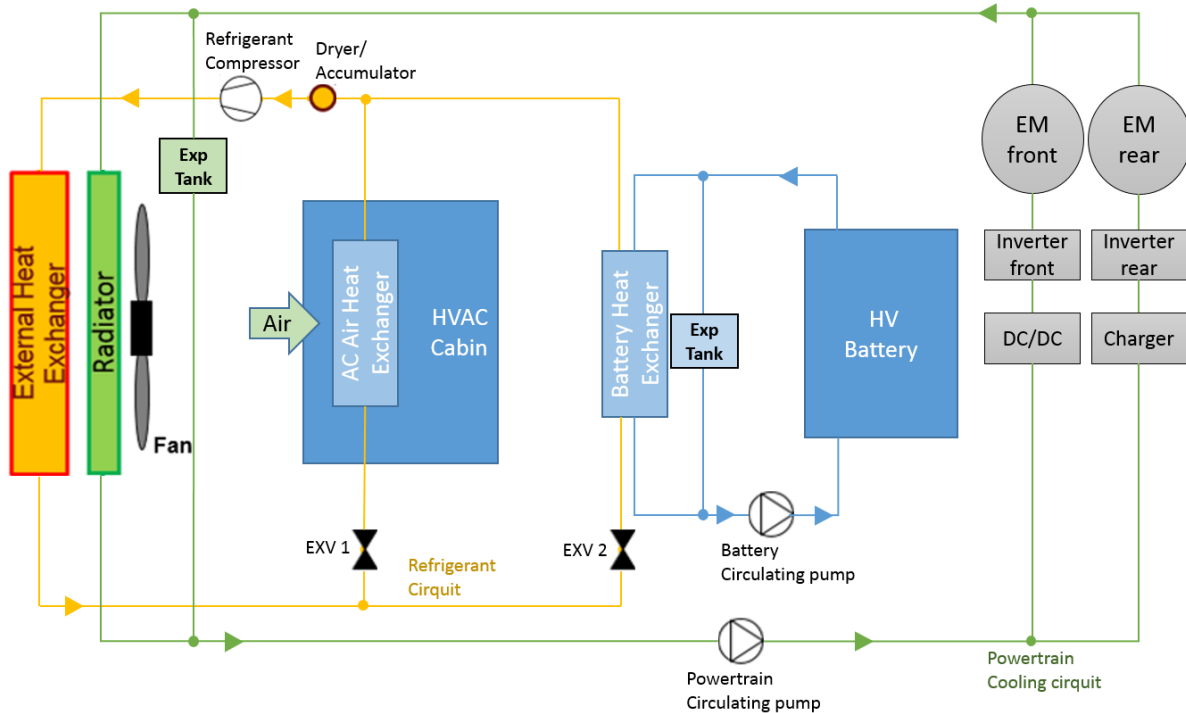 Refrigerant
Compressor
Dryer/
Accumulator
EM
front
EM
rear
Exp
Tank
External Heat
Exchanger
Radiator
Fan
Air
AC Air Heat
Exchanger
HVAC
Cabin
Battery Heat
Exchanger
Exp
Tank
HV
Battery
Inverter
front
Inverter
rear
DC/DC
Charger
EXV 1
Refrigerant
Cirquit
EXV 2
Battery
Circulating pump
Powertrain
Circulating pump
Powertrain
Cooling cirquit